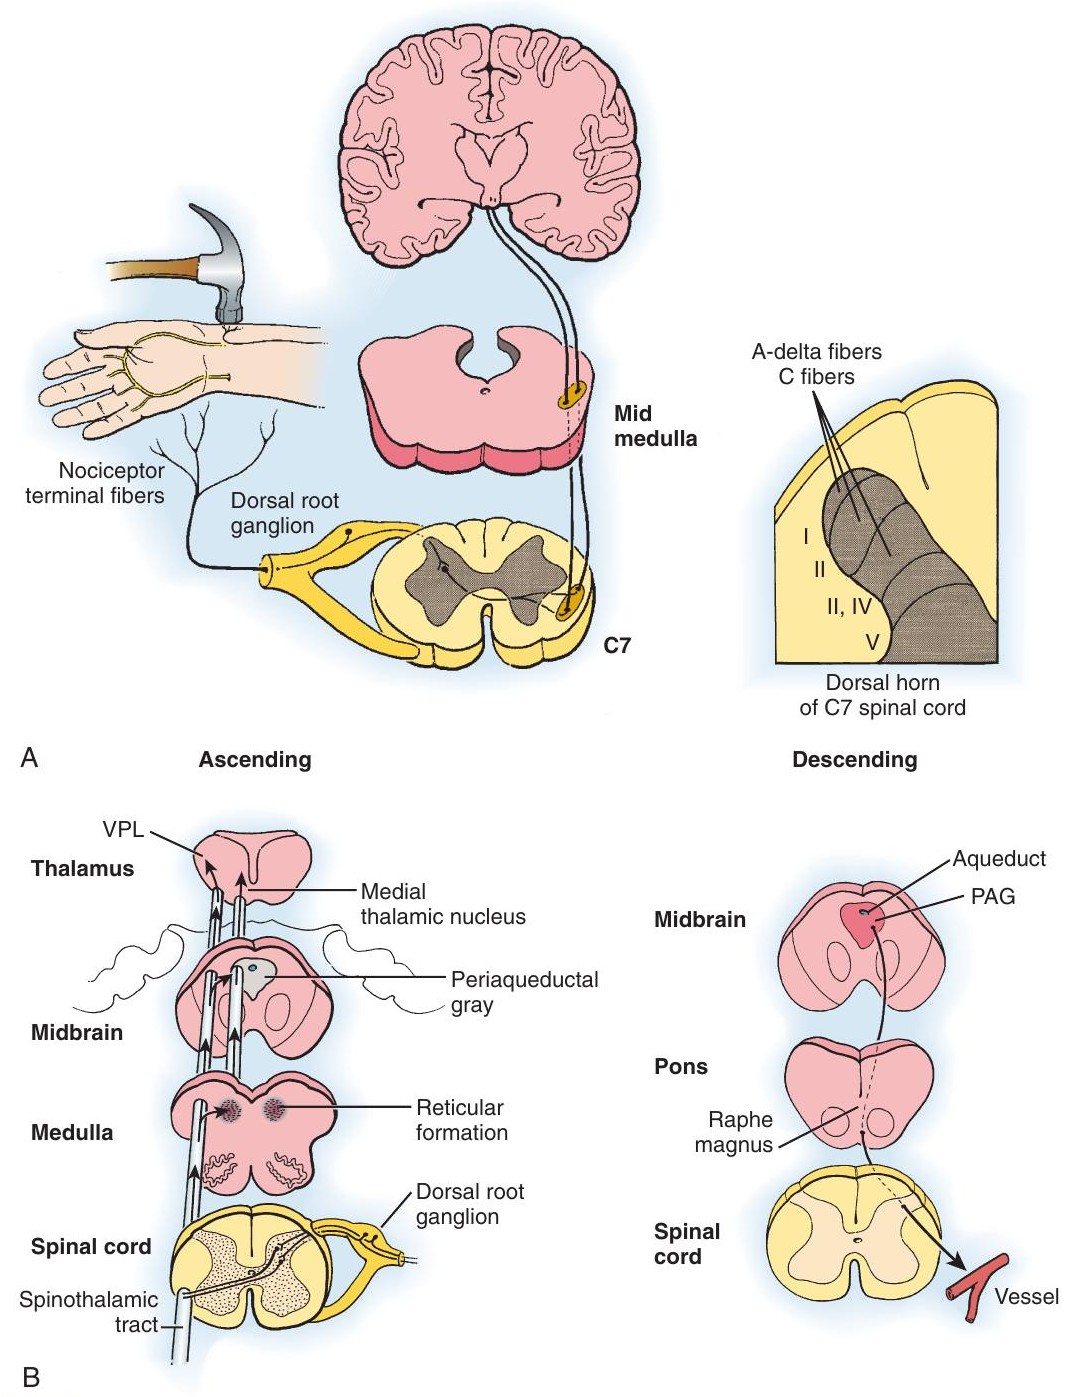 A-delta fibers
C fibers
Mid
medulla
Nociceptor
terminal fibers
Dorsal root
ganglion
I
II
II, IV
V
C7
Dorsal horn
of C7 spinal cord
A
Ascending
Descending
VPL
Thalamus
Medial
thalamic nucleus
Periaqueductal
gray
Midbrain
Reticular
formation
Medulla
Dorsal root
ganglion
Spinal cord
Spinothalamic
tract
Aqueduct
PAG
Midbrain
Pons
Raphe
magnus
Spinal
cord
Vessel
B